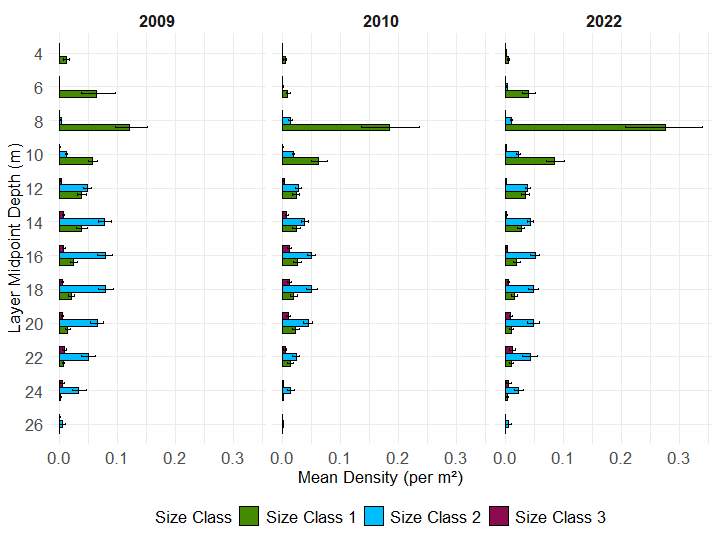 2009 2010 2022
Layer Midpoint Depth (m)
4
6
8
10
12
14
16
18
20
22
24
26
0.0 0.1 0.2 0.3 0.0 0.1 0.2 0.3 0.0 0.1 0.2 0.3
Mean Density (per m²)
Size Class Size Class 1 Size Class 2 Size Class 3